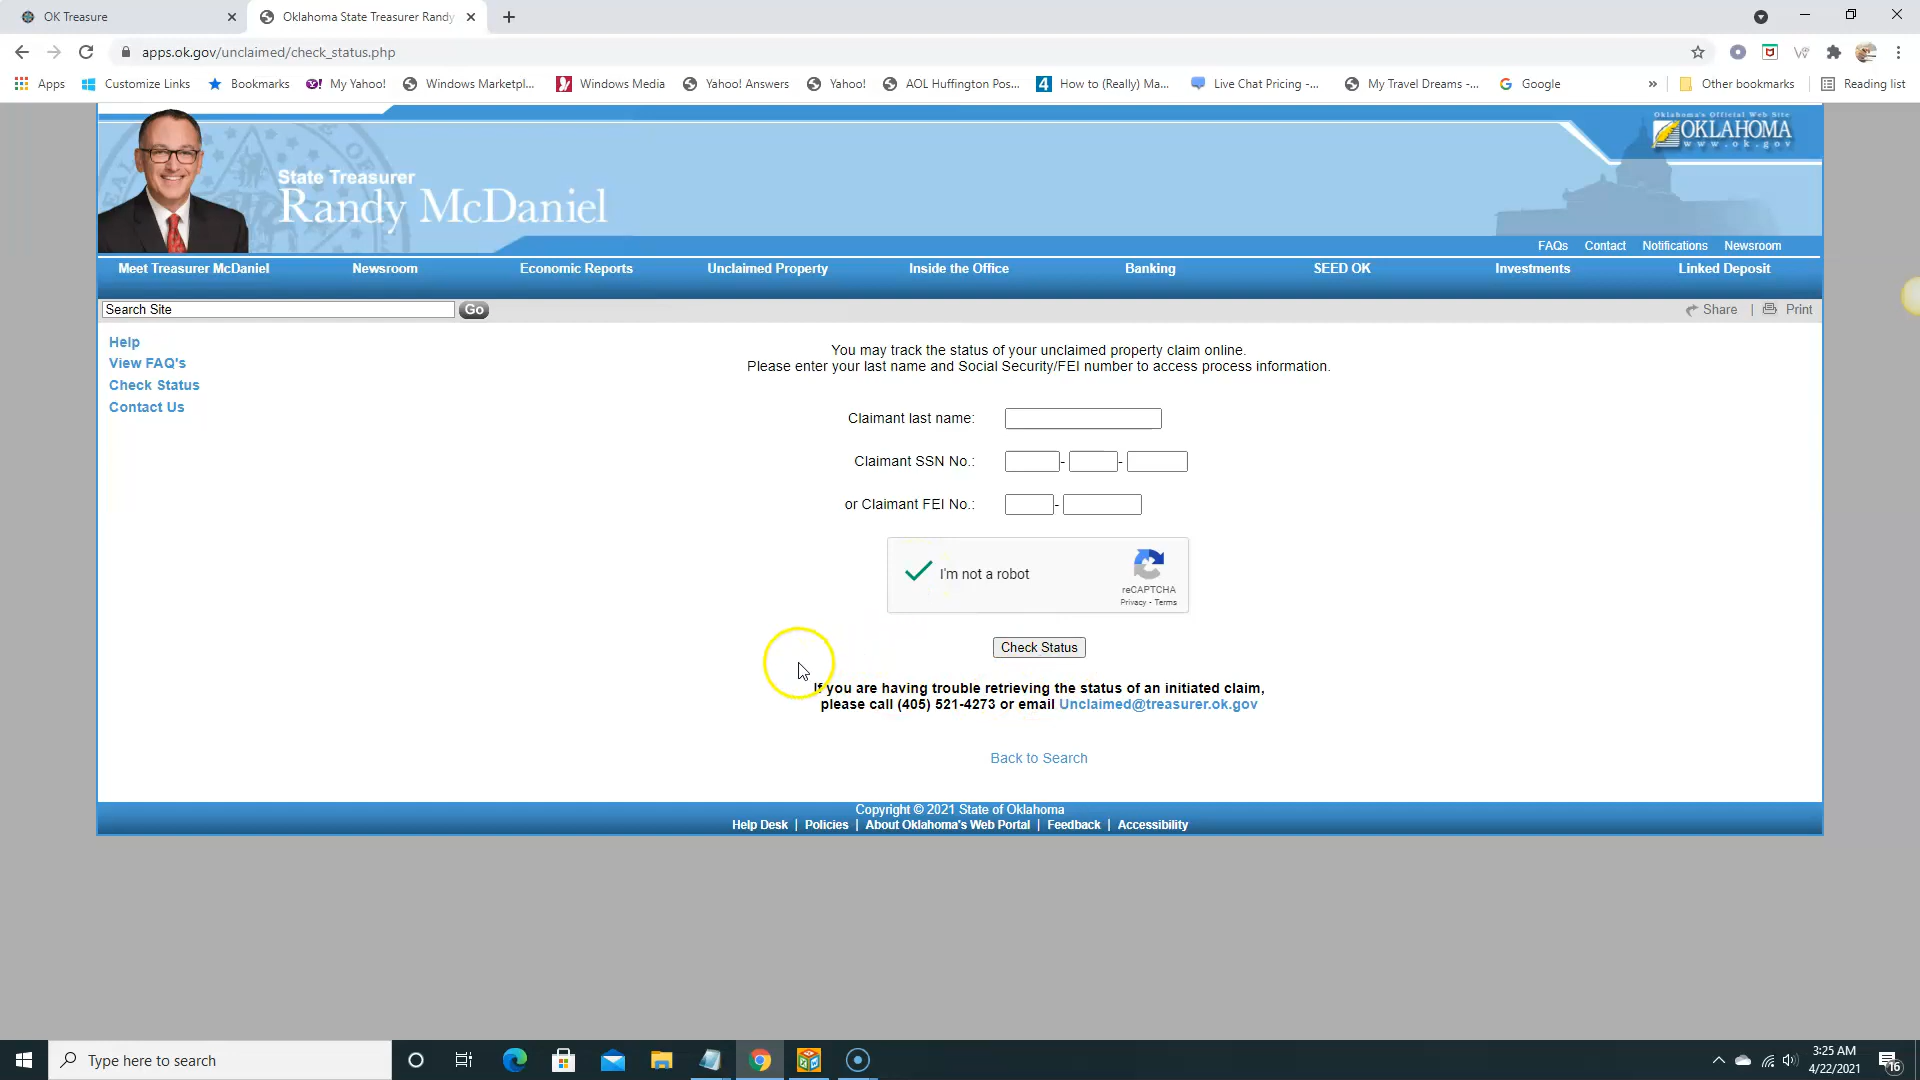 OK Treasure
Oklahoma State Treasurer Randy
apps.ok.gov/unclaimed/check_status.php
Apps
Customize Links
Bookmarks
My Yahoo!
Windows Marketpl...
Windows Media
Yahoo! Answers
Yahoo!
AOL Huffington Pos...
How to (Really) Ma...
Live Chat Pricing -...
My Travel Dreams -...
Google
»
Other bookmarks
Reading list
Oklahoma's Official Web Site
OKLAHOMA
www.ok.gov
State Treasurer
Randy McDaniel
FAQs Contact Notifications Newsroom
Meet Treasurer McDaniel Newsroom Economic Reports Unclaimed Property Inside the Office Banking SEED OK Investments Linked Deposit
Search Site Go Share | Print
Help
View FAQ's
Check Status
Contact Us
You may track the status of your unclaimed property claim online.
Please enter your last name and Social Security/FEI number to access process information.
Claimant last name:
Claimant SSN No.: - -
or Claimant FEI No.: -
I'm not a robot
reCAPTCHA
Privacy - Terms
Check Status
If you are having trouble retrieving the status of an initiated claim,
please call (405) 521-4273 or email Unclaimed@treasurer.ok.gov
Back to Search
Copyright © 2021 State of Oklahoma
Help Desk | Policies | About Oklahoma's Web Portal | Feedback | Accessibility
Type here to search
3:25 AM
4/22/2021
16